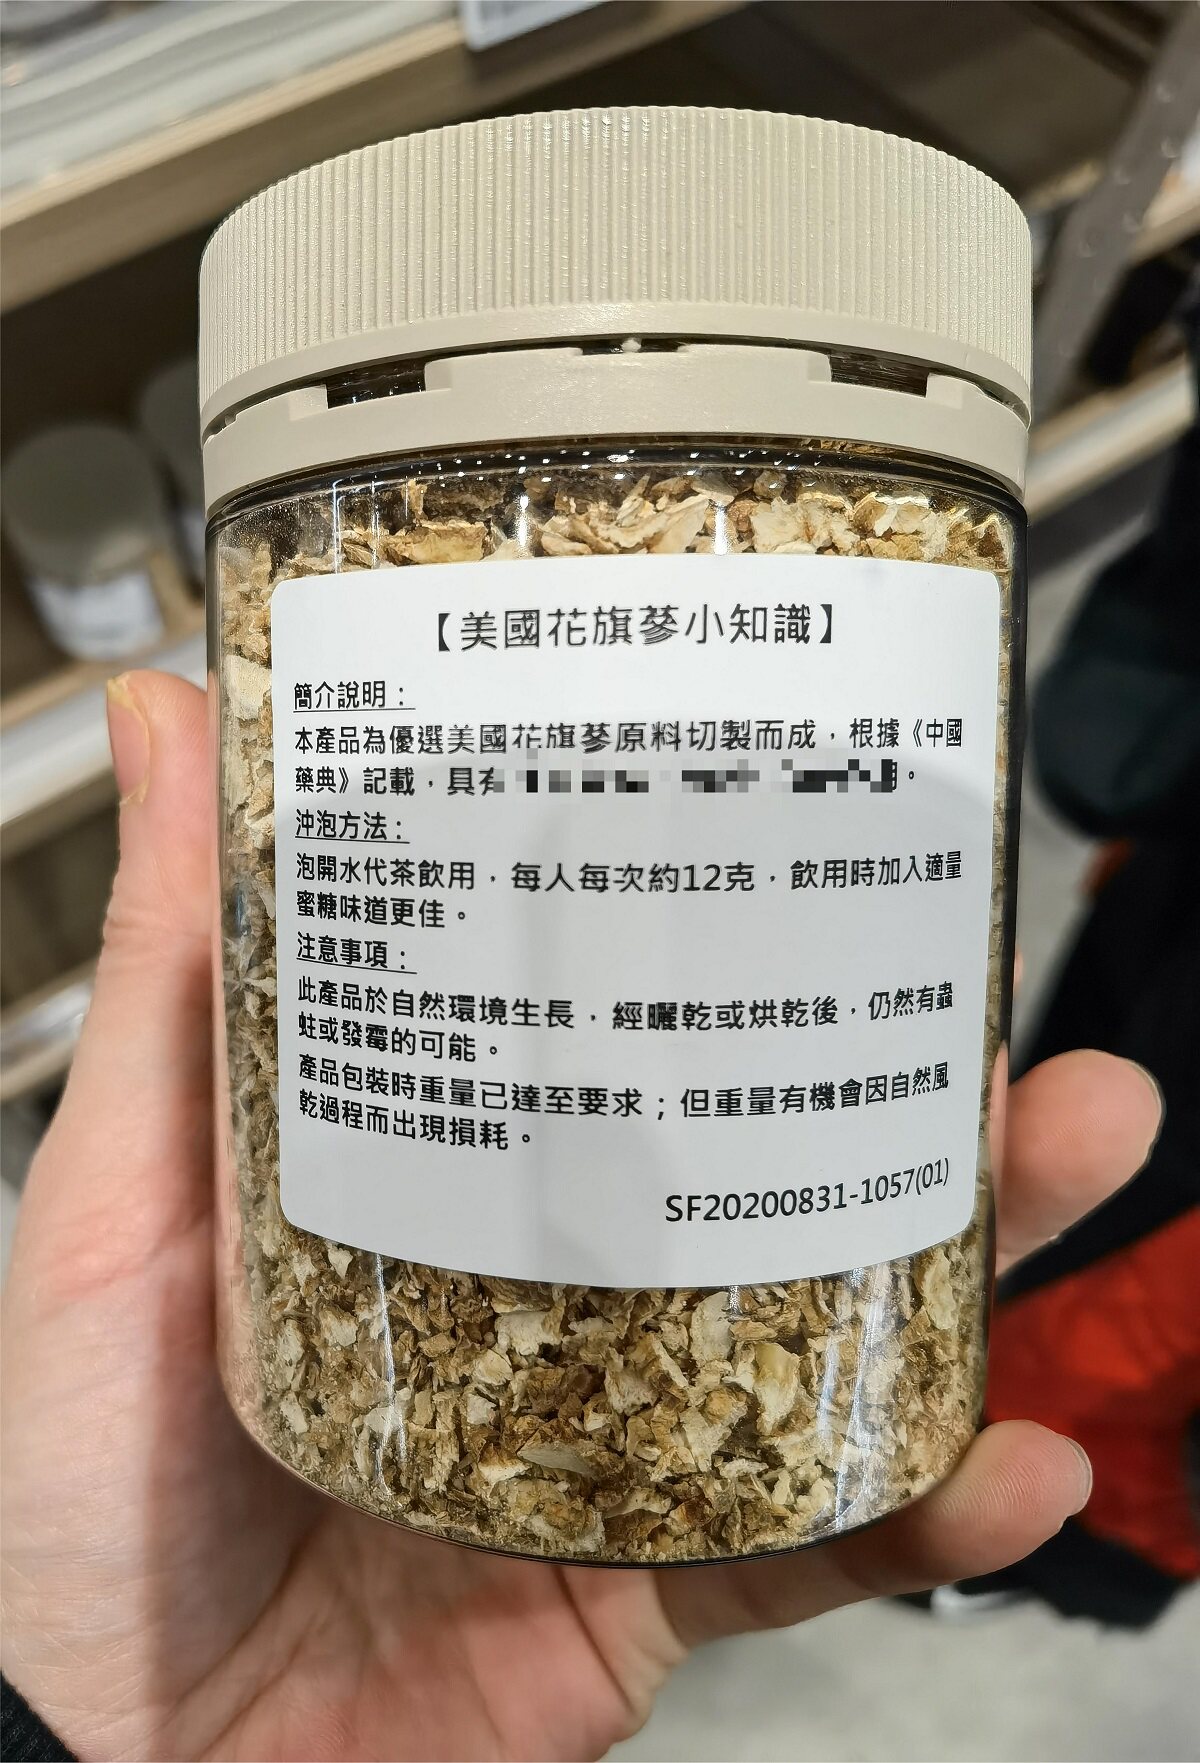 【美國花旗蔘小知識】
簡介說明：
本產品為優選美國花旗蔘原料切製而成，根據《中國
藥典》記載，具有
沖泡方法：
泡開水代茶飲用，每人每次約12克，飲用時加入適量
蜜糖味道更佳。
注意事項：
此產品於自然環境生長，經曬乾或烘乾後，仍然有蟲
蛀或發霉的可能。
產品包裝時重量已達至要求；但重量有機會因自然風
乾過程而出現損耗。
SF20200831-1057(01)